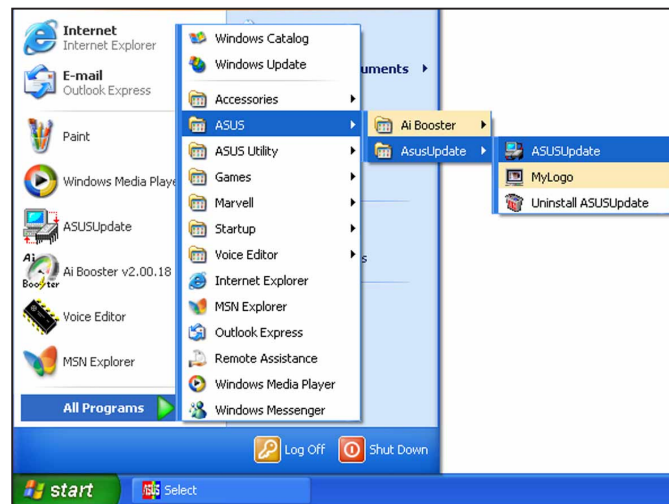 Internet
Internet Explorer
E-mail
Outlook Express
Paint
Windows Media Playe
ASUSUpdate
Ai Booster v2.00.18
Voice Editor
MSN Explorer
All Programs
Windows Catalog
Windows Update
Accessories
ASUS
ASUS Utility
Games
Marvell
Startup
Voice Editor
Internet Explorer
MSN Explorer
Outlook Express
Remote Assistance
Windows Media Player
Windows Messenger
uments
s
Ai Booster
AsusUpdate
ASUSUpdate
MyLogo
Uninstall ASUSUpdate
Log Off
Shut Down
start
Select